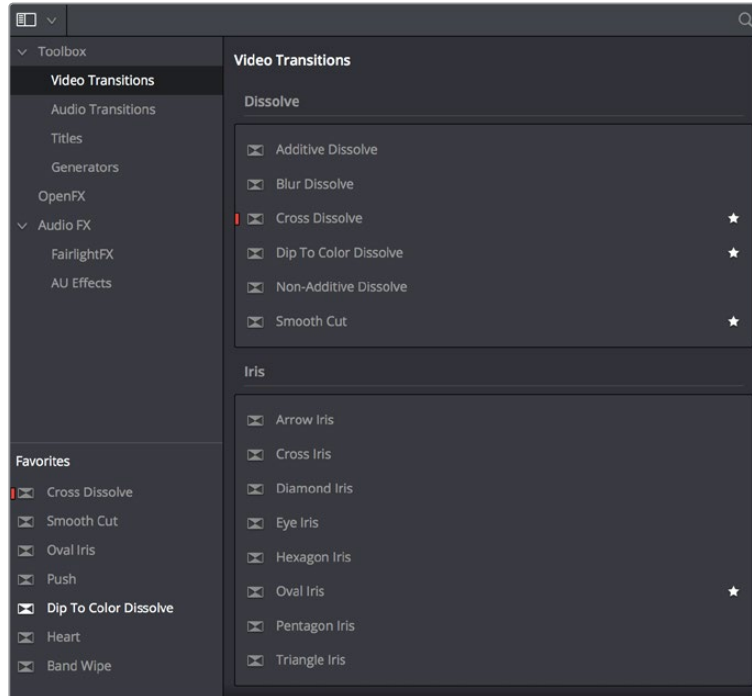 Toolbox
Video Transitions
Audio Transitions
Titles
Generators
OpenFX
Audio FX
FairlightFX
AU Effects
Favorites
Cross Dissolve
Smooth Cut
Oval Iris
Push
Dip To Color Dissolve
Heart
Band Wipe
Video Transitions
Dissolve
Additive Dissolve
Blur Dissolve
Cross Dissolve
Dip To Color Dissolve
Non-Additive Dissolve
Smooth Cut
Iris
Arrow Iris
Cross Iris
Diamond Iris
Eye Iris
Hexagon Iris
Oval Iris
Pentagon Iris
Triangle Iris